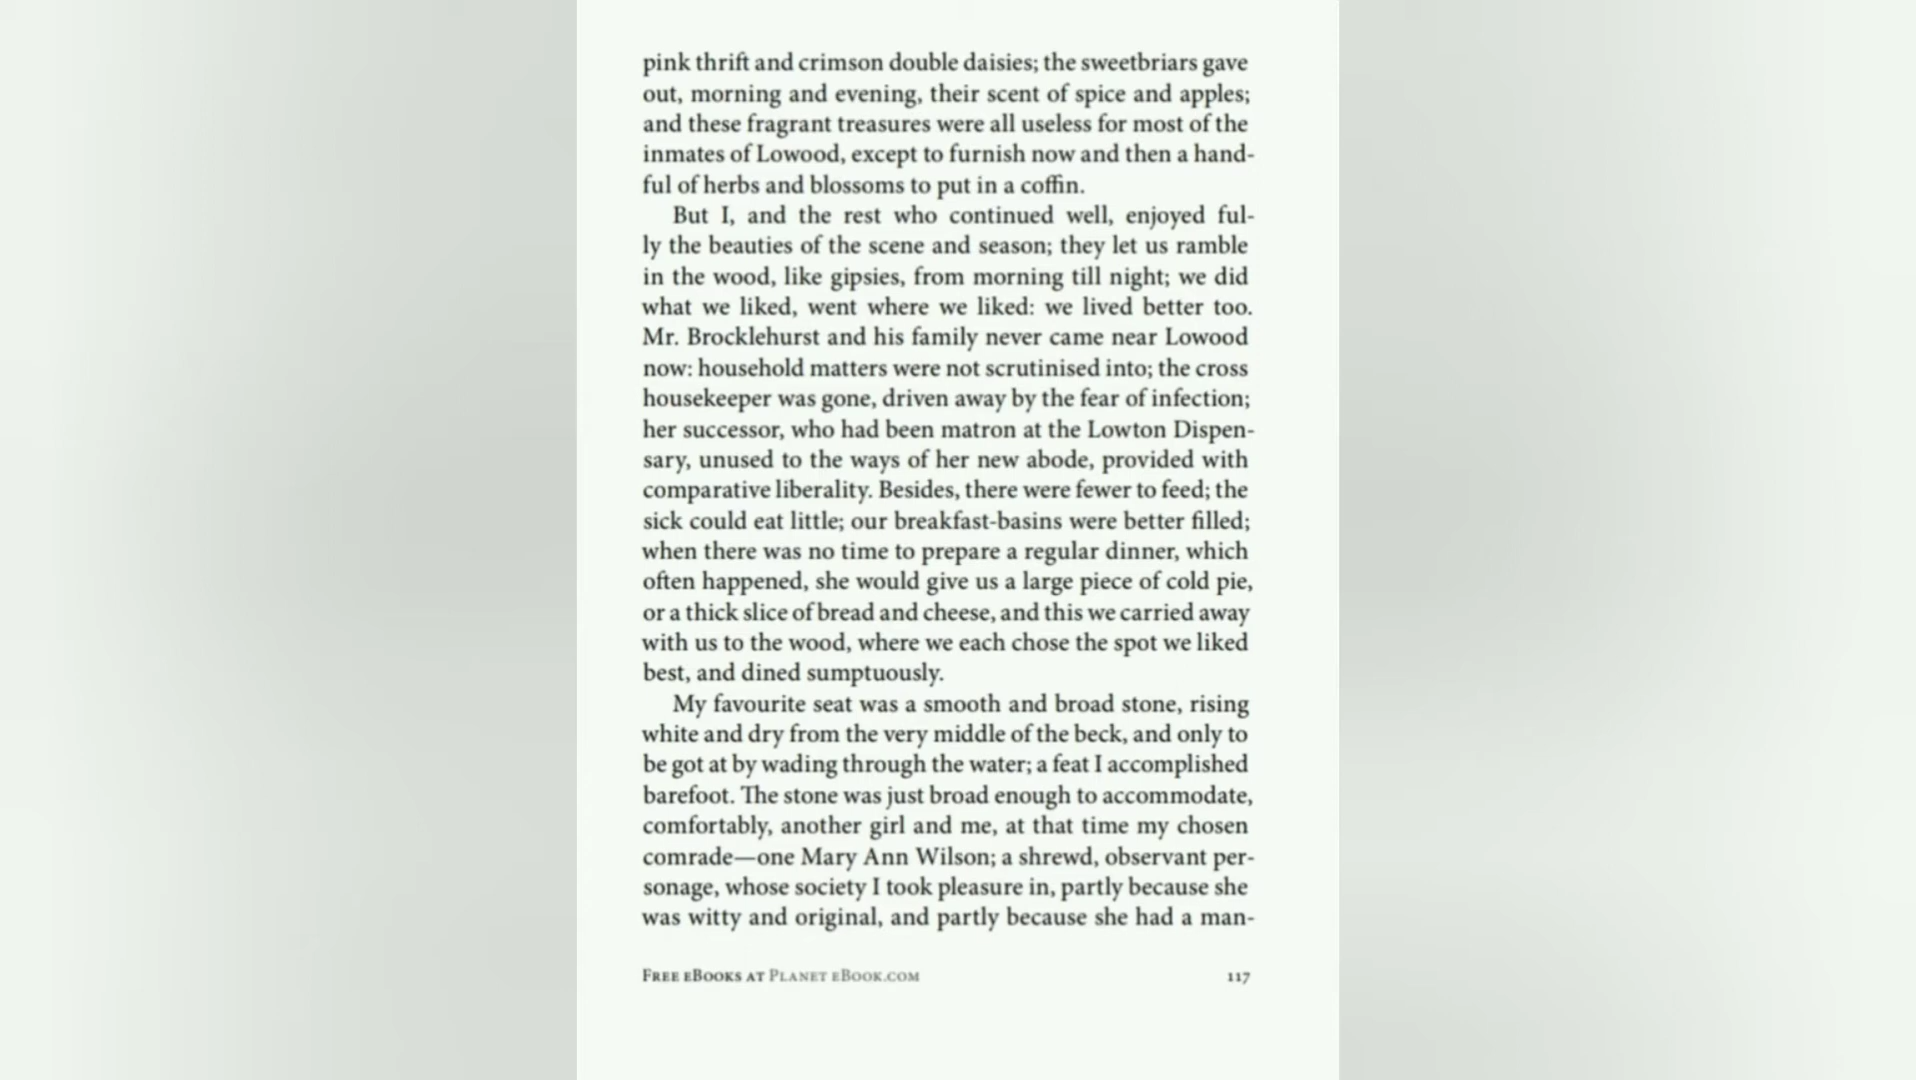 pink thrift and crimson double daisies; the sweetbriars gave
out, morning and evening, their scent of spice and apples;
and these fragrant treasures were all useless for most of the
inmates of Lowood, except to furnish now and then a hand-
ful of herbs and blossoms to put in a coffin.
But I, and the rest who continued well, enjoyed ful-
ly the beauties of the scene and season; they let us ramble
in the wood, like gipsies, from morning till night; we did
what we liked, went where we liked: we lived better too.
Mr. Brocklehurst and his family never came near Lowood
now: household matters were not scrutinised into; the cross
housekeeper was gone, driven away by the fear of infection;
her successor, who had been matron at the Lowton Dispen-
sary, unused to the ways of her new abode, provided with
comparative liberality. Besides, there were fewer to feed; the
sick could eat little; our breakfast-basins were better filled;
when there was no time to prepare a regular dinner, which
often happened, she would give us a large piece of cold pie,
or a thick slice of bread and cheese, and this we carried away
with us to the wood, where we each chose the spot we liked
best, and dined sumptuously.
My favourite seat was a smooth and broad stone, rising
white and dry from the very middle of the beck, and only to
be got at by wading through the water; a feat I accomplished
barefoot. The stone was just broad enough to accommodate,
comfortably, another girl and me, at that time my chosen
comrade—one Mary Ann Wilson; a shrewd, observant per-
sonage, whose society I took pleasure in, partly because she
was witty and original, and partly because she had a man-
Free eBooks at Planet eBook.com 117